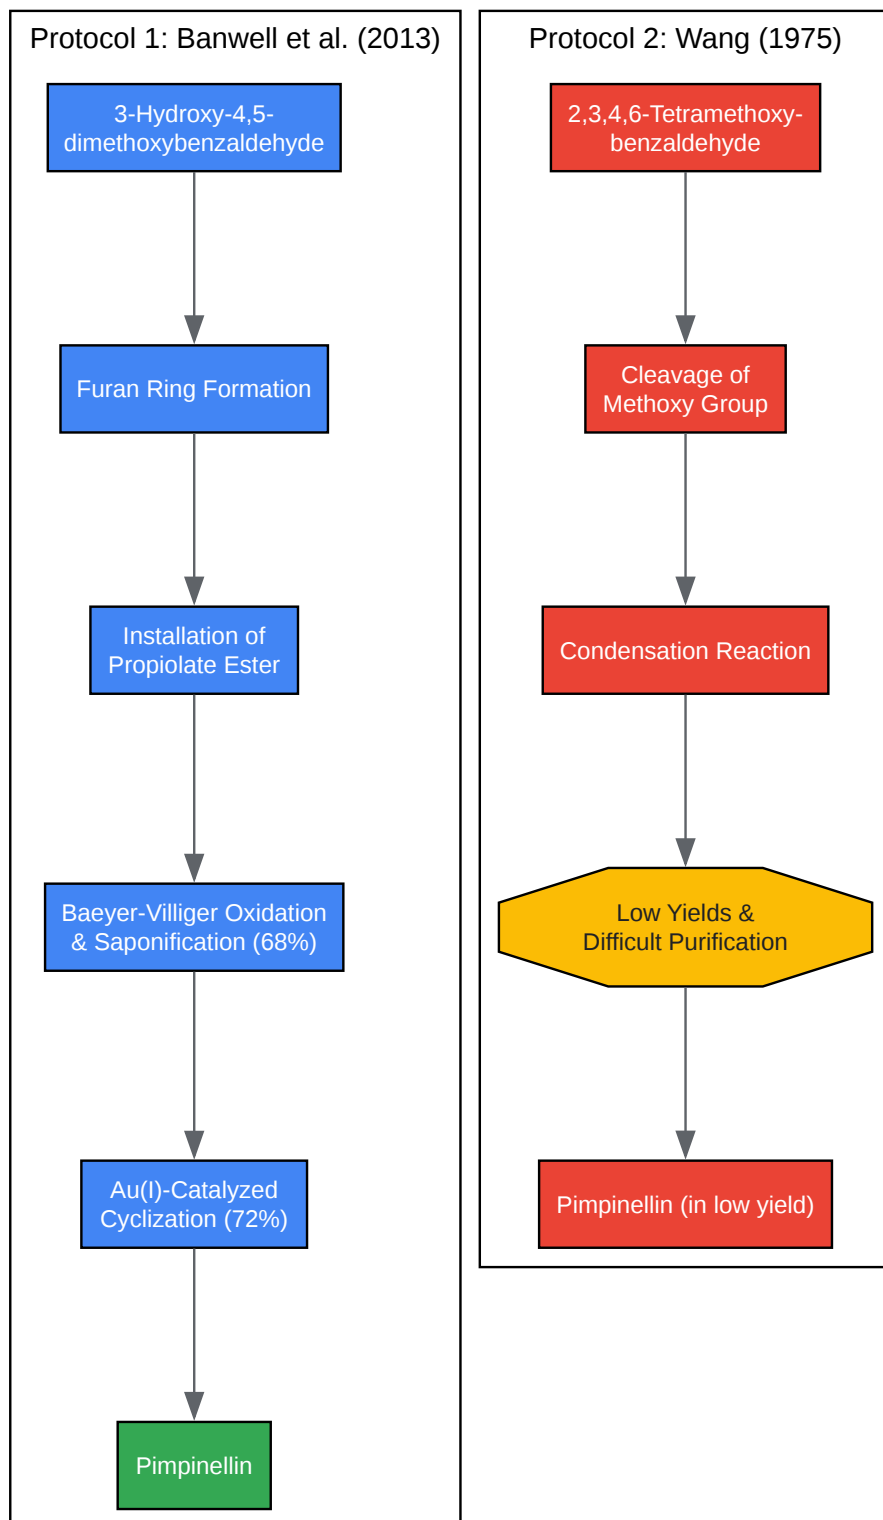 Protocol 1: Banwell et al. (2013)
3-Hydroxy-4,5-
dimethoxybenzaldehyde
Furan Ring Formation
Installation of
Propiolate Ester
Baeyer-Villiger Oxidation
& Saponification (68%)
Au(I)-Catalyzed
Cyclization (72%)
Pimpinellin
Protocol 2: Wang (1975)
2,3,4,6-Tetramethoxy-
benzaldehyde
Cleavage of
Methoxy Group
Condensation Reaction
Low Yields &
Difficult Purification
Pimpinellin (in low yield)